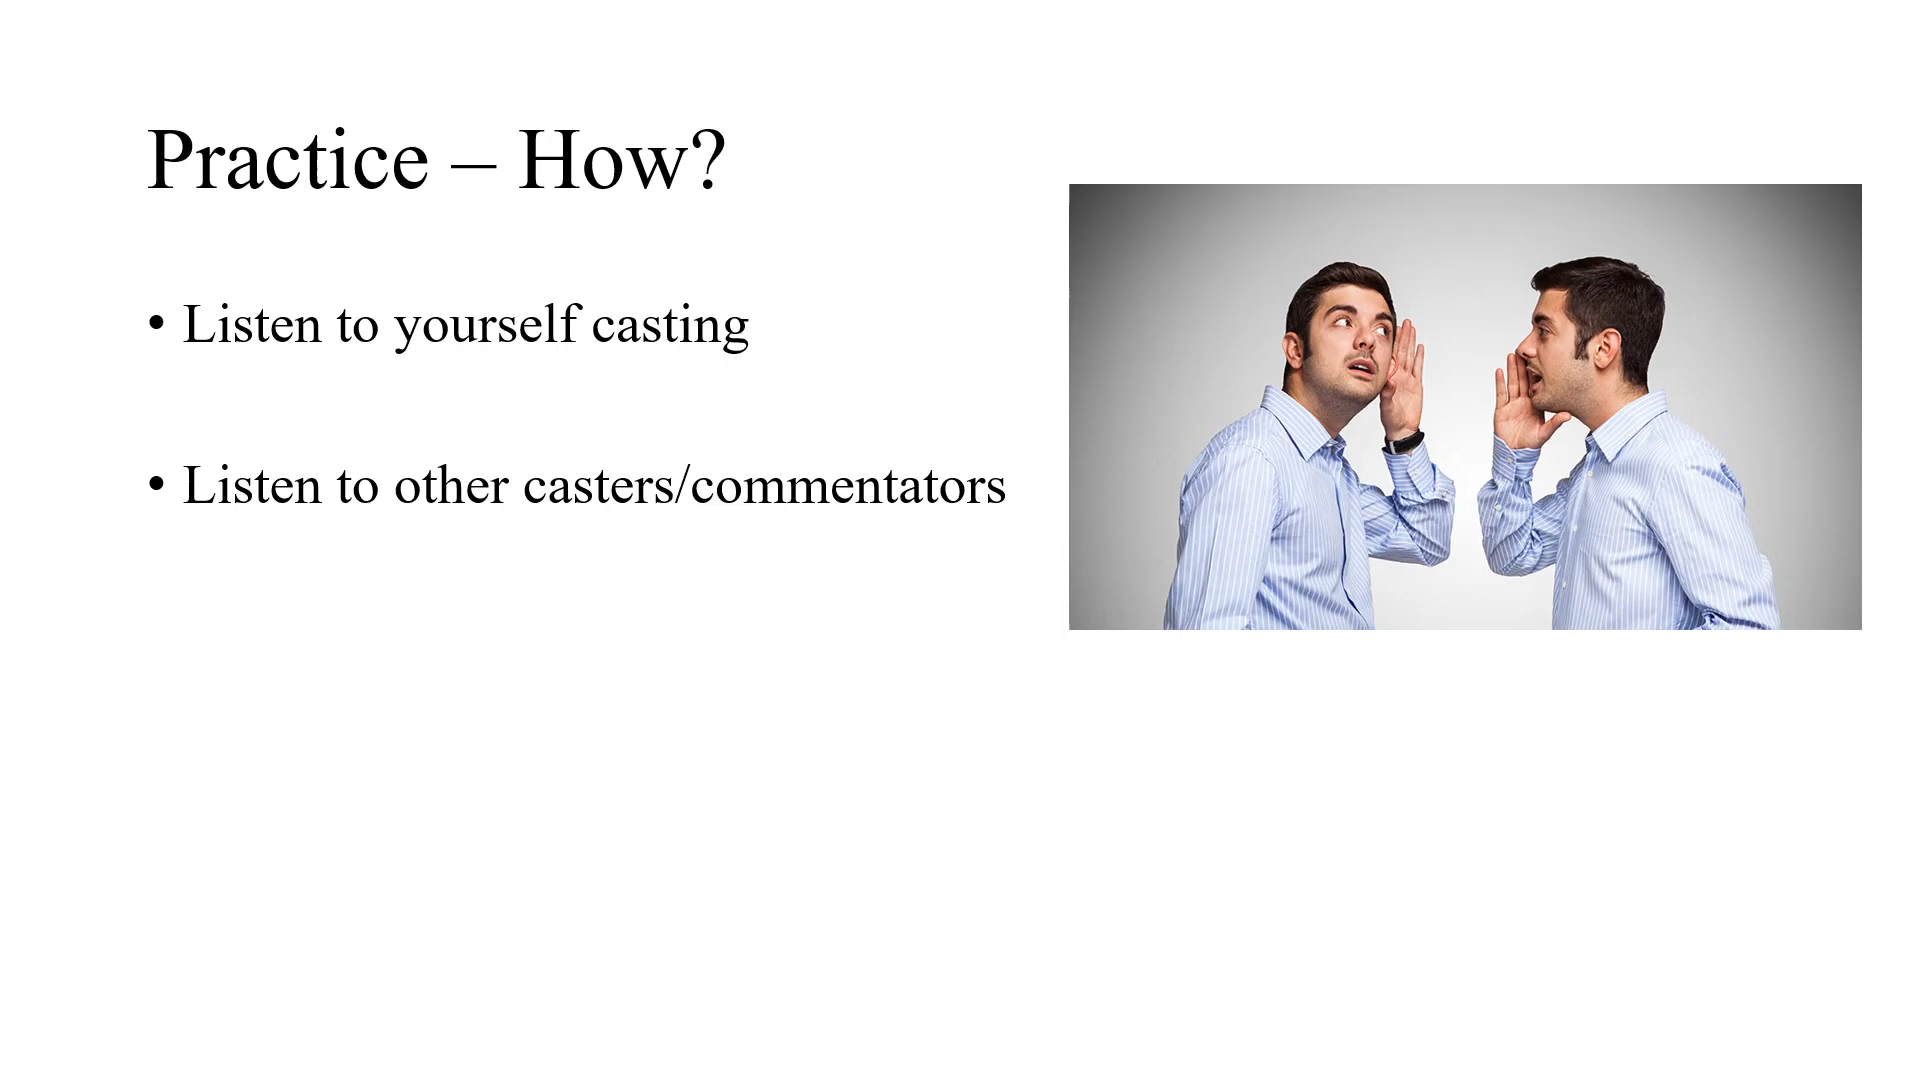 Practice – How?
• Listen to yourself casting
• Listen to other casters/commentators